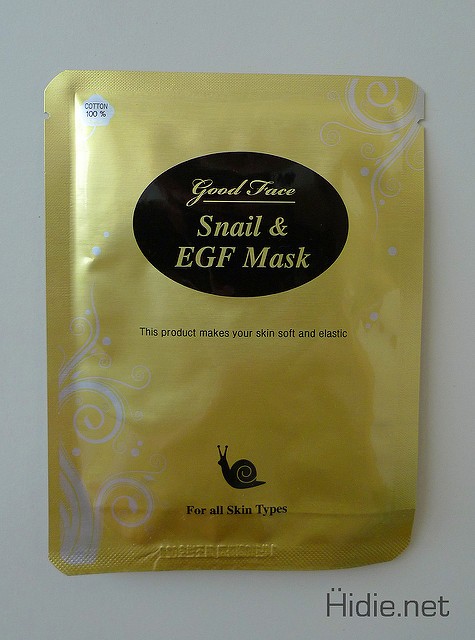 COTTON
100 %
Good Face
Snail &
EGF Mask
This product makes your skin soft and elastic
For all Skin Types
Hidie.net